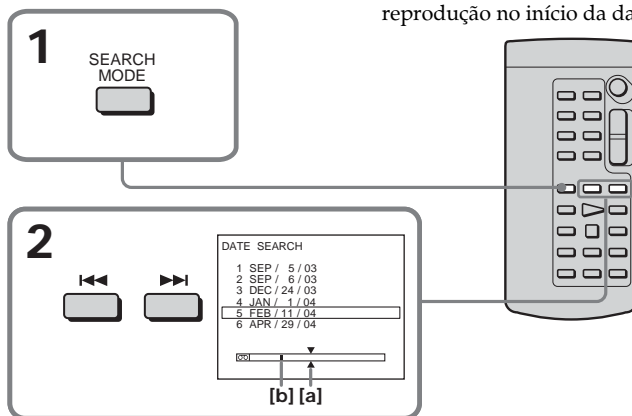 reprodução no início da da
1
SEARCH
MODE
2
DATE SEARCH
1 SEP / 5 / 03
2 SEP / 6 / 03
3 DEC / 24 / 03
4 JAN / 1 / 04
5 FEB / 11 / 04
6 APR / 29 / 04
[b] [a]